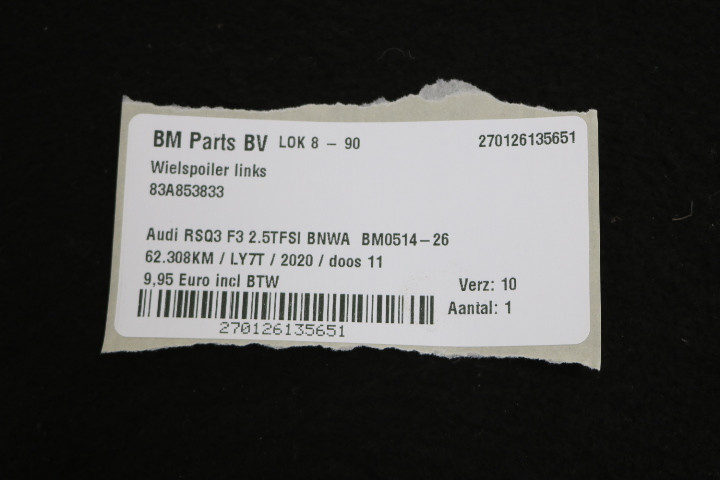 BM Parts BV LOK 8 - 90 270126135651
Wielspoiler links
83A853833
Audi RSQ3 F3 2.5TFSI BNWA BM0514-26
62.308KM / LY7T / 2020 / doos 11
9,95 Euro incl BTW Verz: 10
Aantal: 1
270126135651